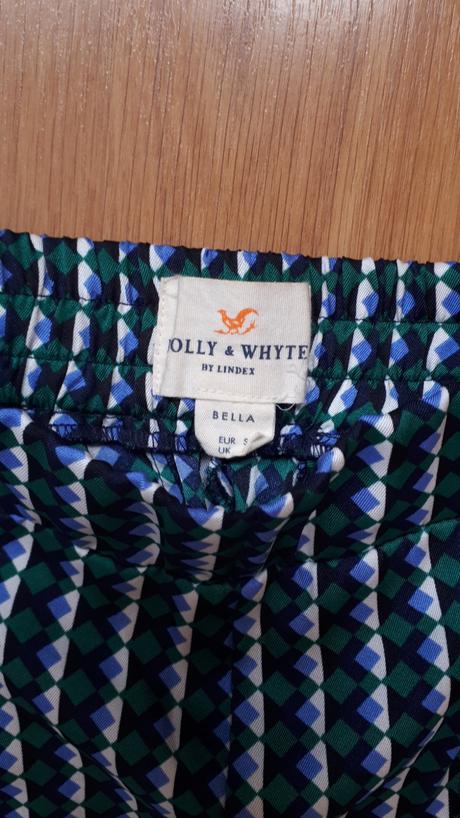 OLLY & WHYTE
BY LINDEX
BELLA
EUR S
UK